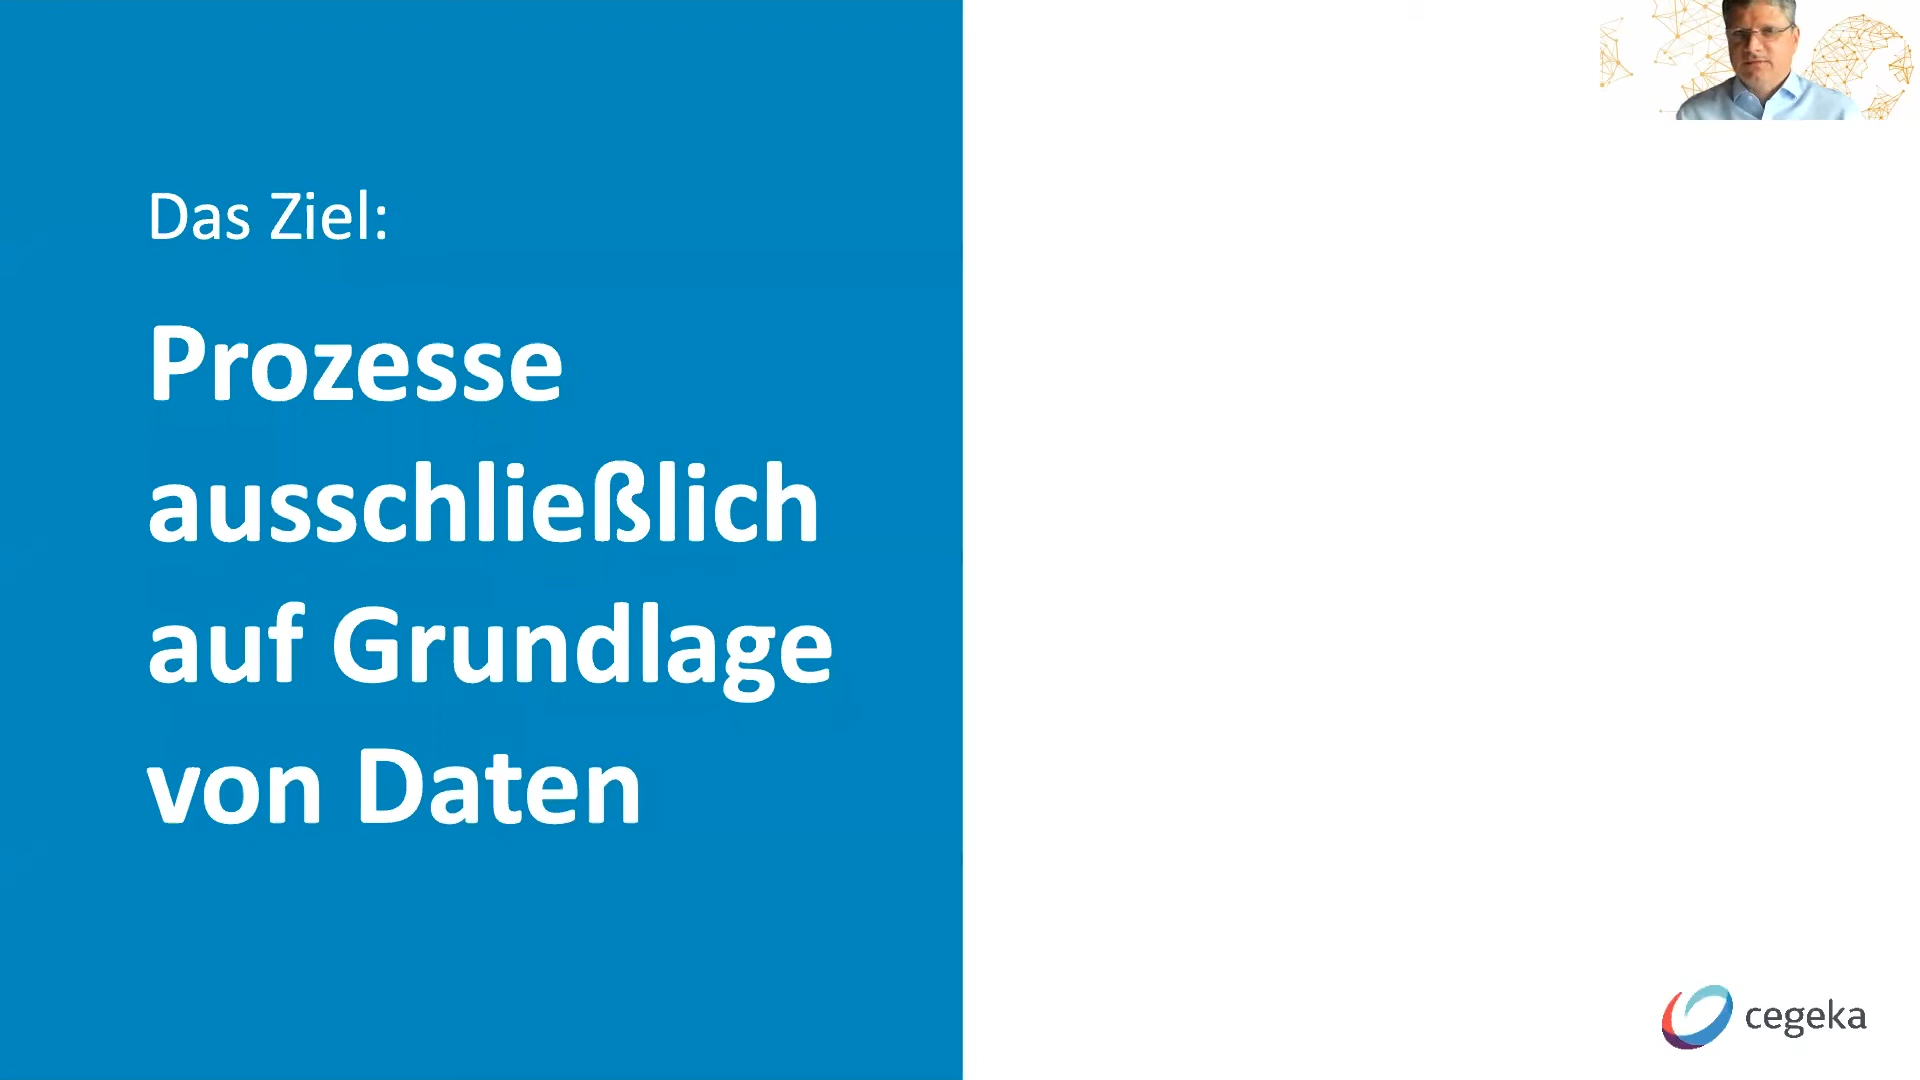 Das Ziel:
Prozesse
ausschließlich
auf Grundlage
von Daten
cegeka